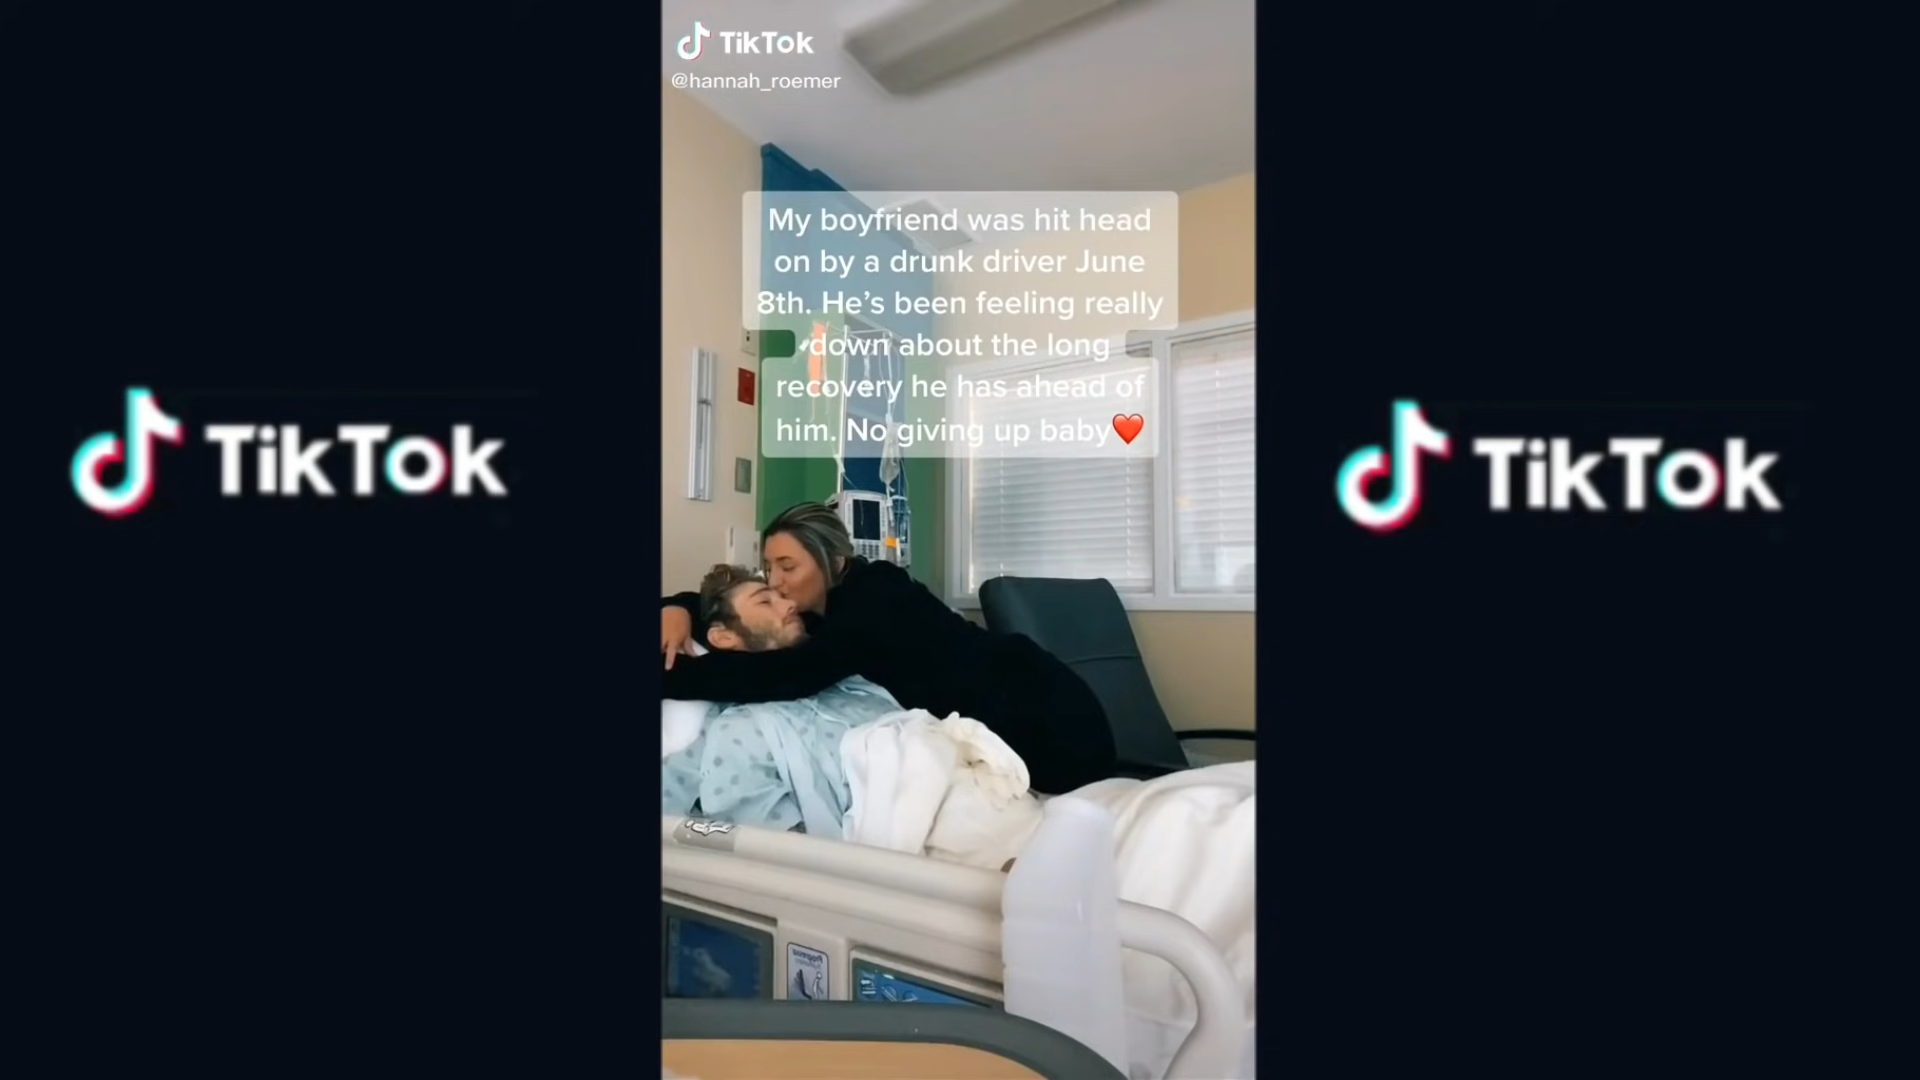 TikTok
@hannah_roemer
My boyfriend was hit head
on by a drunk driver June
8th. He’s been feeling really
down about the long
recovery he has ahead of
him. No giving up baby❤️
TikTok
TikTok